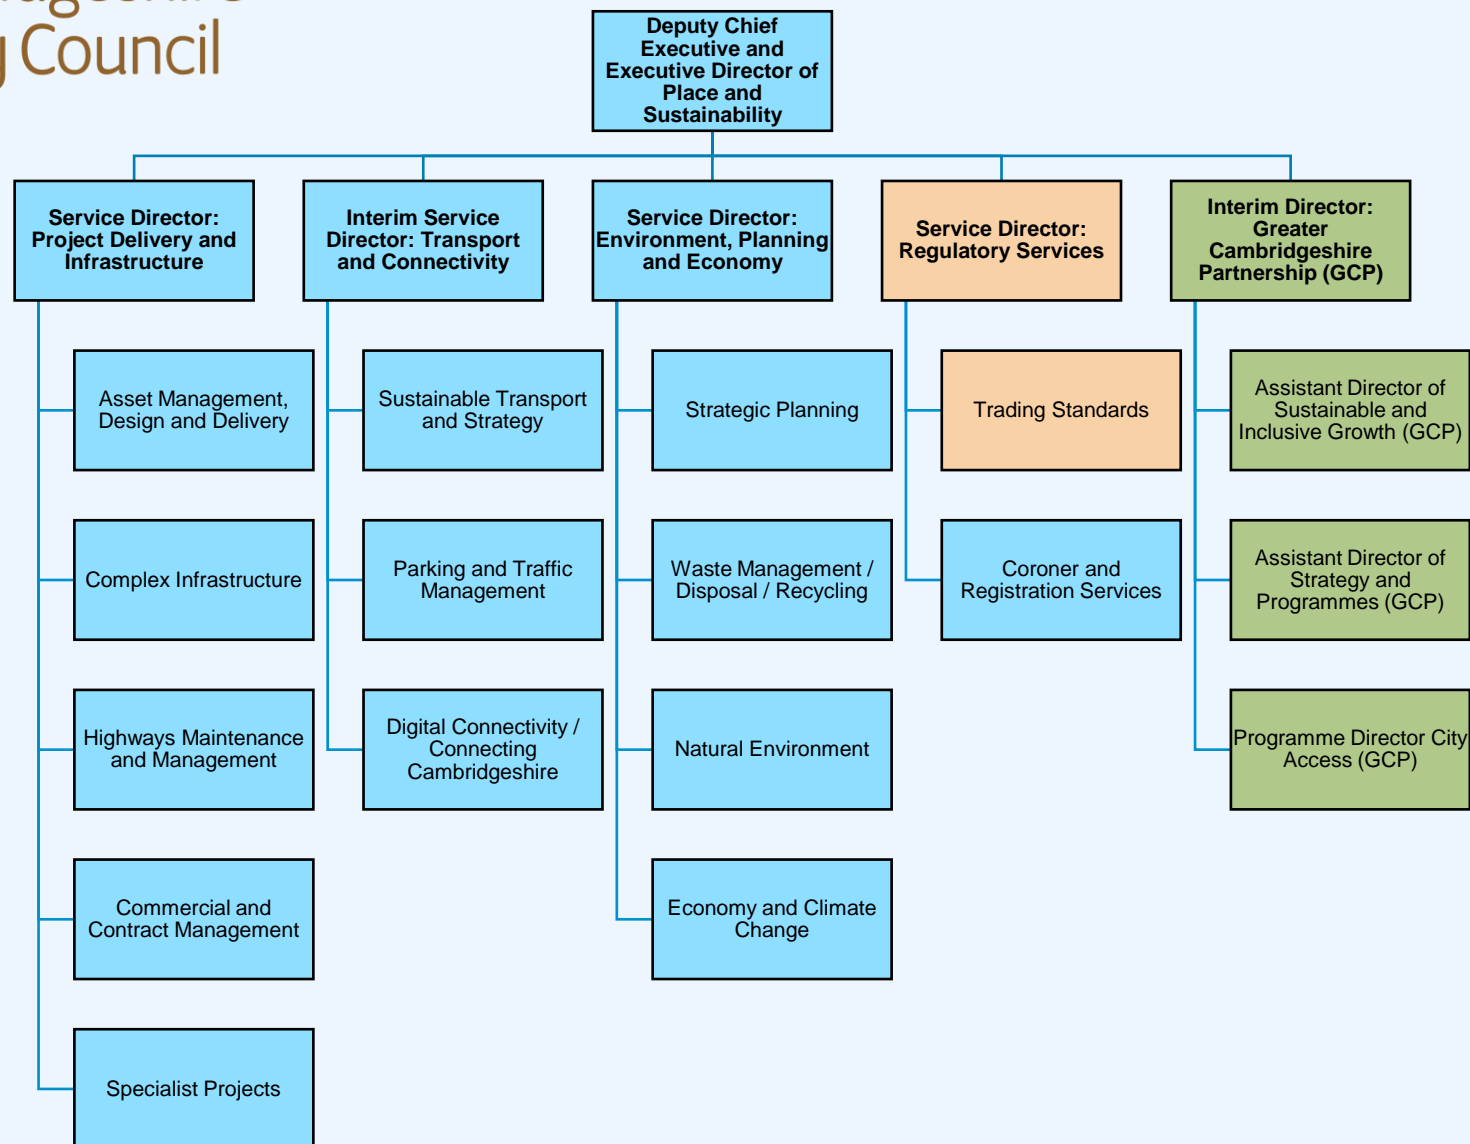 Council
Deputy Chief
Executive and
Executive Director of
Place and
Sustainability
Service Director:
Project Delivery and
Infrastructure
Interim Service
Director: Transport
and Connectivity
Service Director:
Environment, Planning
and Economy
Service Director:
Regulatory Services
Interim Director:
Greater
Cambridgeshire
Partnership (GCP)
Asset Management,
Design and Delivery
Complex Infrastructure
Highways Maintenance
and Management
Commercial and
Contract Management
Specialist Projects
Sustainable Transport
and Strategy
Parking and Traffic
Management
Digital Connectivity /
Connecting
Cambridgeshire
Strategic Planning
Waste Management /
Disposal / Recycling
Natural Environment
Economy and Climate
Change
Trading Standards
Coroner and
Registration Services
Assistant Director of
Sustainable and
Inclusive Growth (GCP)
Assistant Director of
Strategy and
Programmes (GCP)
Programme Director City
Access (GCP)